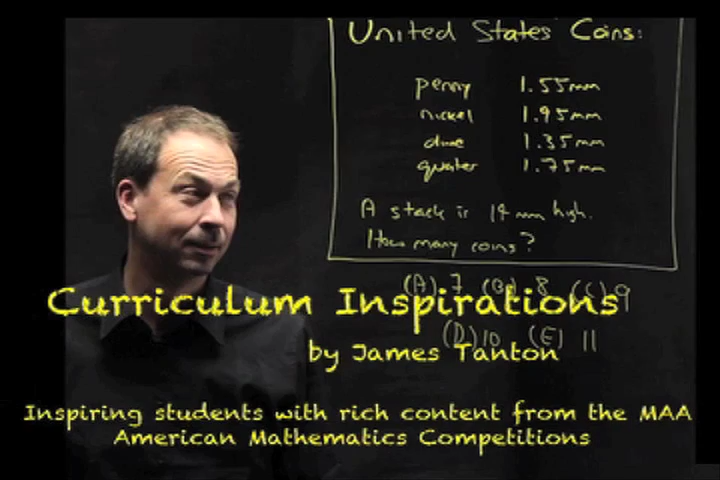 United States Coins:
penny 1.55mm
nickel 1.95mm
dime 1.35mm
quater 1.75mm
A stack is 14 mm high.
How many coins?
(A) 7 (B) 8 (C) 9
Curriculum Inspirations
(D) 10 (E) 11
by James Tanton
Inspiring students with rich content from the MAA
American Mathematics Competitions